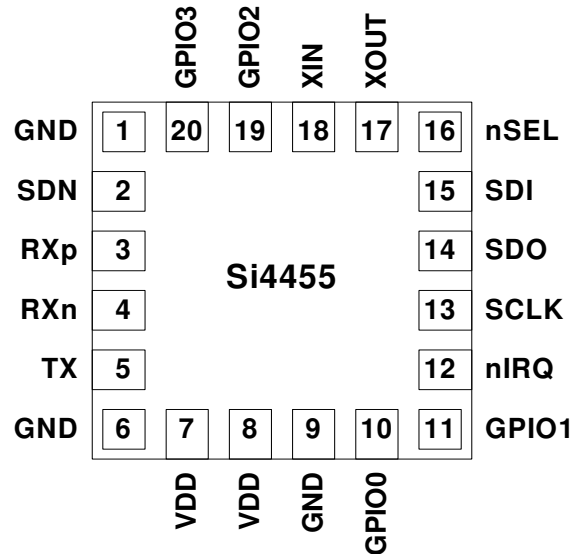 GPIO3 GPIO2 XIN XOUT
GND 1 20 19 18 17 16 nSEL
SDN 2 15 SDI
RXp 3 14 SDO
Si4455
RXn 4 13 SCLK
TX 5 12 nIRQ
GND 6 7 8 9 10 11 GPIO1
VDD VDD GND GPIO0